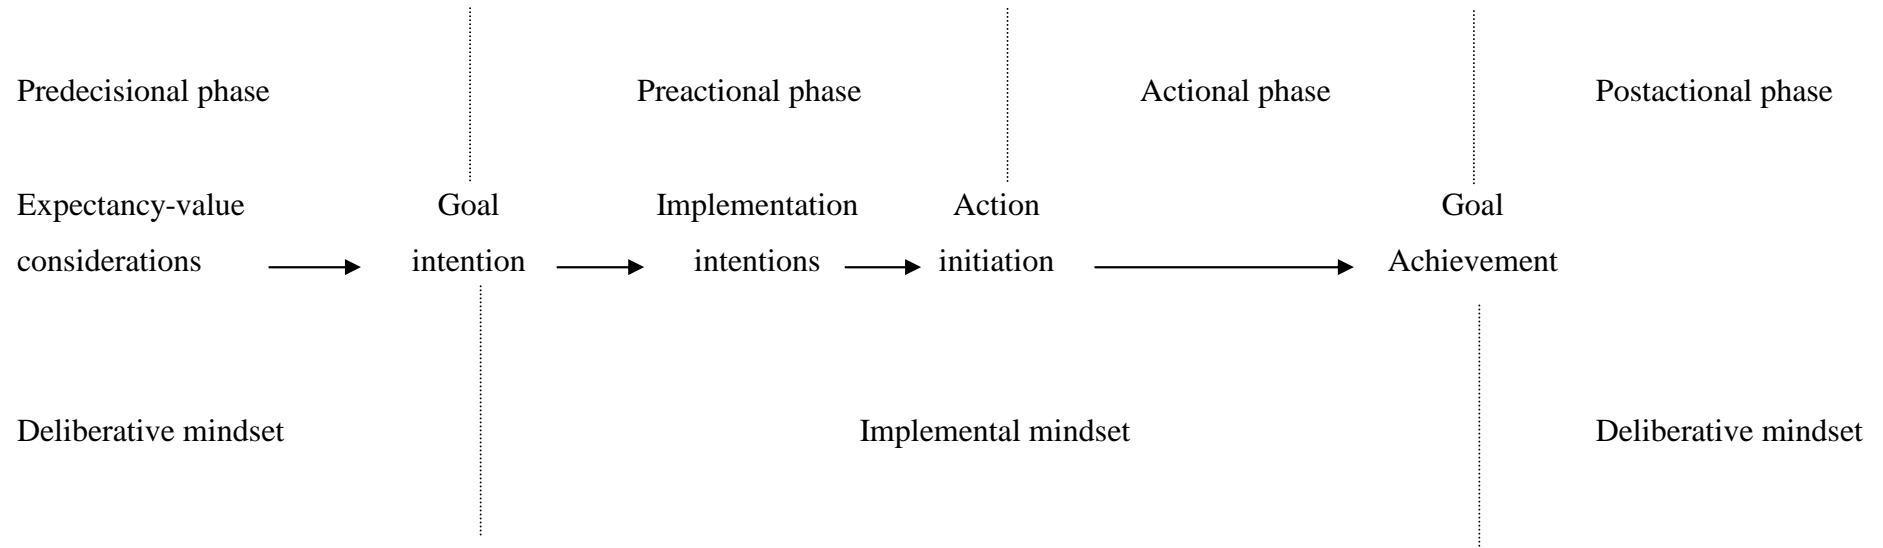 Predecisional phase Preactional phase Actional phase Postactional phase
Expectancy-value Goal Implementation Action Goal
considerations intention intentions initiation Achievement
Deliberative mindset Implemental mindset Deliberative mindset